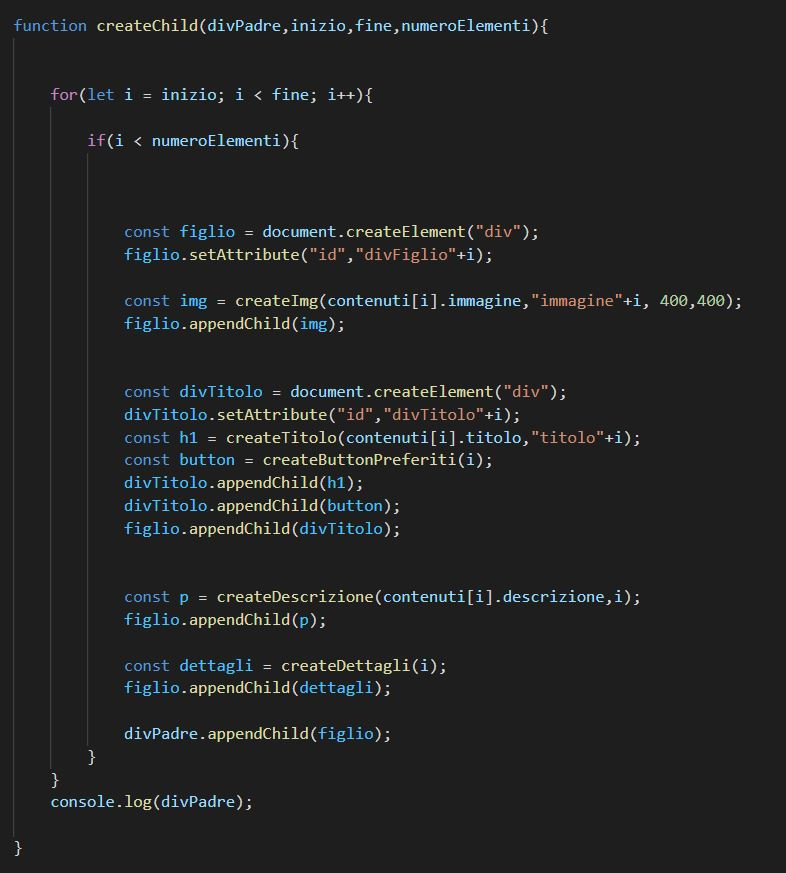 function createChild(divPadre,inizio,fine,numeroElementi){
for(let i = inizio; i < fine; i++){
if(i < numeroElementi){
const figlio = document.createElement("div");
figlio.setAttribute("id","divFiglio"+i);
const img = createImg(contenuti[i].immagine,"immagine"+i, 400,400);
figlio.appendChild(img);
const divTitolo = document.createElement("div");
divTitolo.setAttribute("id","divTitolo"+i);
const h1 = createTitolo(contenuti[i].titolo,"titolo"+i);
const button = createButtonPreferiti(i);
divTitolo.appendChild(h1);
divTitolo.appendChild(button);
figlio.appendChild(divTitolo);
const p = createDescrizione(contenuti[i].descrizione,i);
figlio.appendChild(p);
const dettagli = createDettagli(i);
figlio.appendChild(dettagli);
divPadre.appendChild(figlio);
}
}
console.log(divPadre);
}